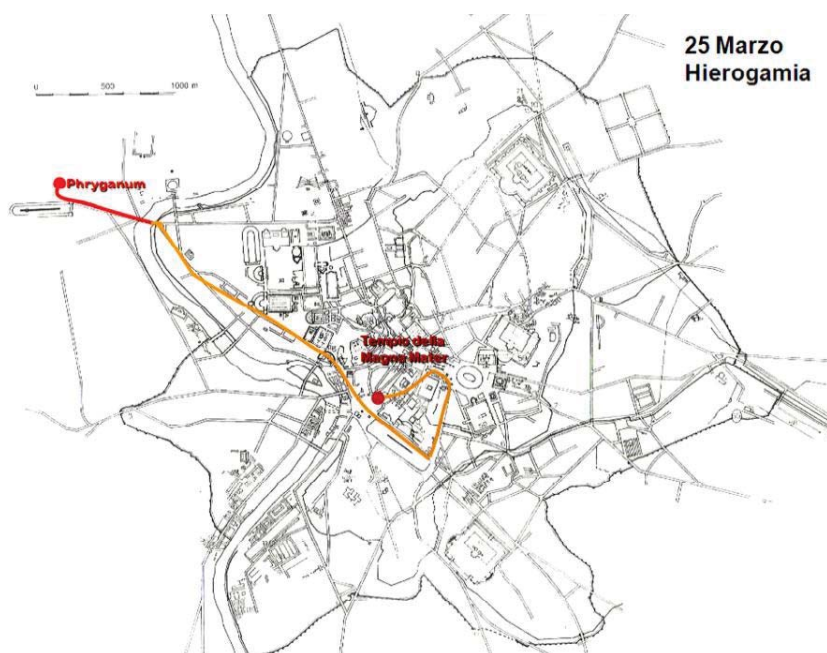 25 Marzo
Hierogamia
0 500 1000 m
Phryganum
Tempio della
Magna Mater